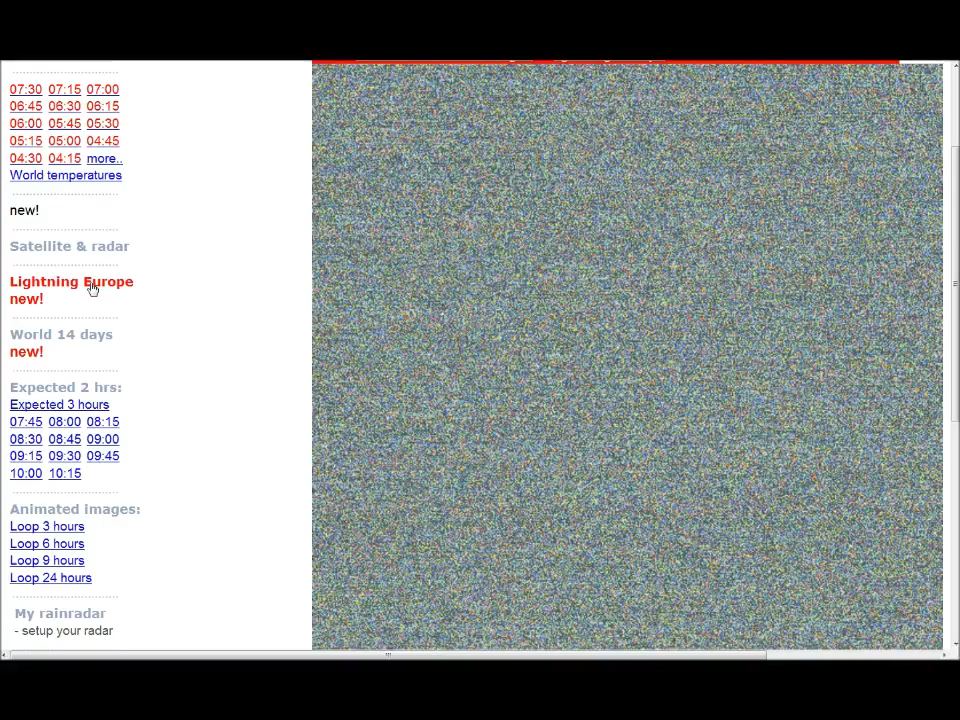 07:30 07:15 07:00
06:45 06:30 06:15
06:00 05:45 05:30
05:15 05:00 04:45
04:30 04:15 more..
World temperatures
new!
Satellite & radar
Lightning Europe
new!
World 14 days
new!
Expected 2 hrs:
Expected 3 hours
07:45 08:00 08:15
08:30 08:45 09:00
09:15 09:30 09:45
10:00 10:15
Animated images:
Loop 3 hours
Loop 6 hours
Loop 9 hours
Loop 24 hours
My rainradar
- setup your radar